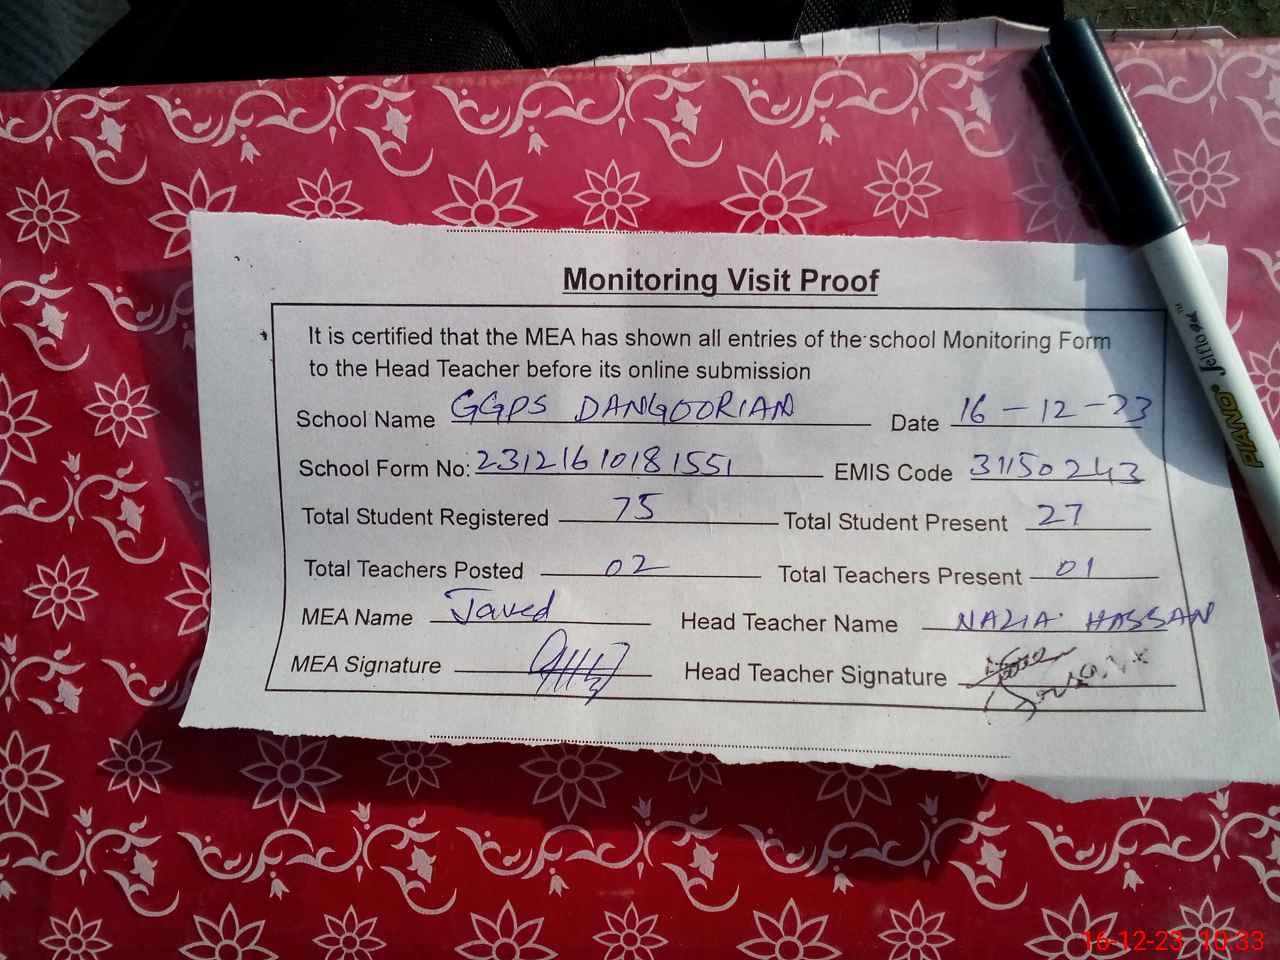 Monitoring Visit Proof
It is certified that the MEA has shown all entries of the school Monitoring Form
to the Head Teacher before its online submission
School Name GGPS DANGOORIAN Date 16-12-23
School Form No: 23121610181551 EMIS Code 31150243
Total Student Registered 75 Total Student Present 27
Total Teachers Posted 02 Total Teachers Present 01
MEA Name Javed Head Teacher Name NAZIA HASSAN
MEA Signature Head Teacher Signature
PIANO Jelflo
16-12-23 10:33